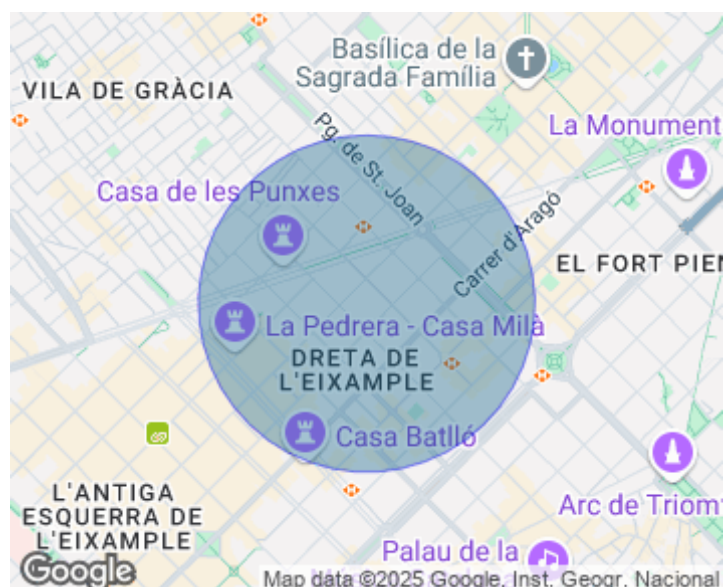 Basílica de la
Sagrada Família
VILA DE GRÀCIA
Pg. de St. Joan
La Monument
Casa de les Punxes
Carrer d'Aragó
EL FORT PIEN
La Pedrera - Casa Milà
DRETA DE
L'EIXAMPLE
Casa Batlló
L'ANTIGA
ESQUERRA DE
L'EIXAMPLE
Arc de Triomf
Palau de la
Google
Map data ©2025 Google, Inst. Geogr. Nacional